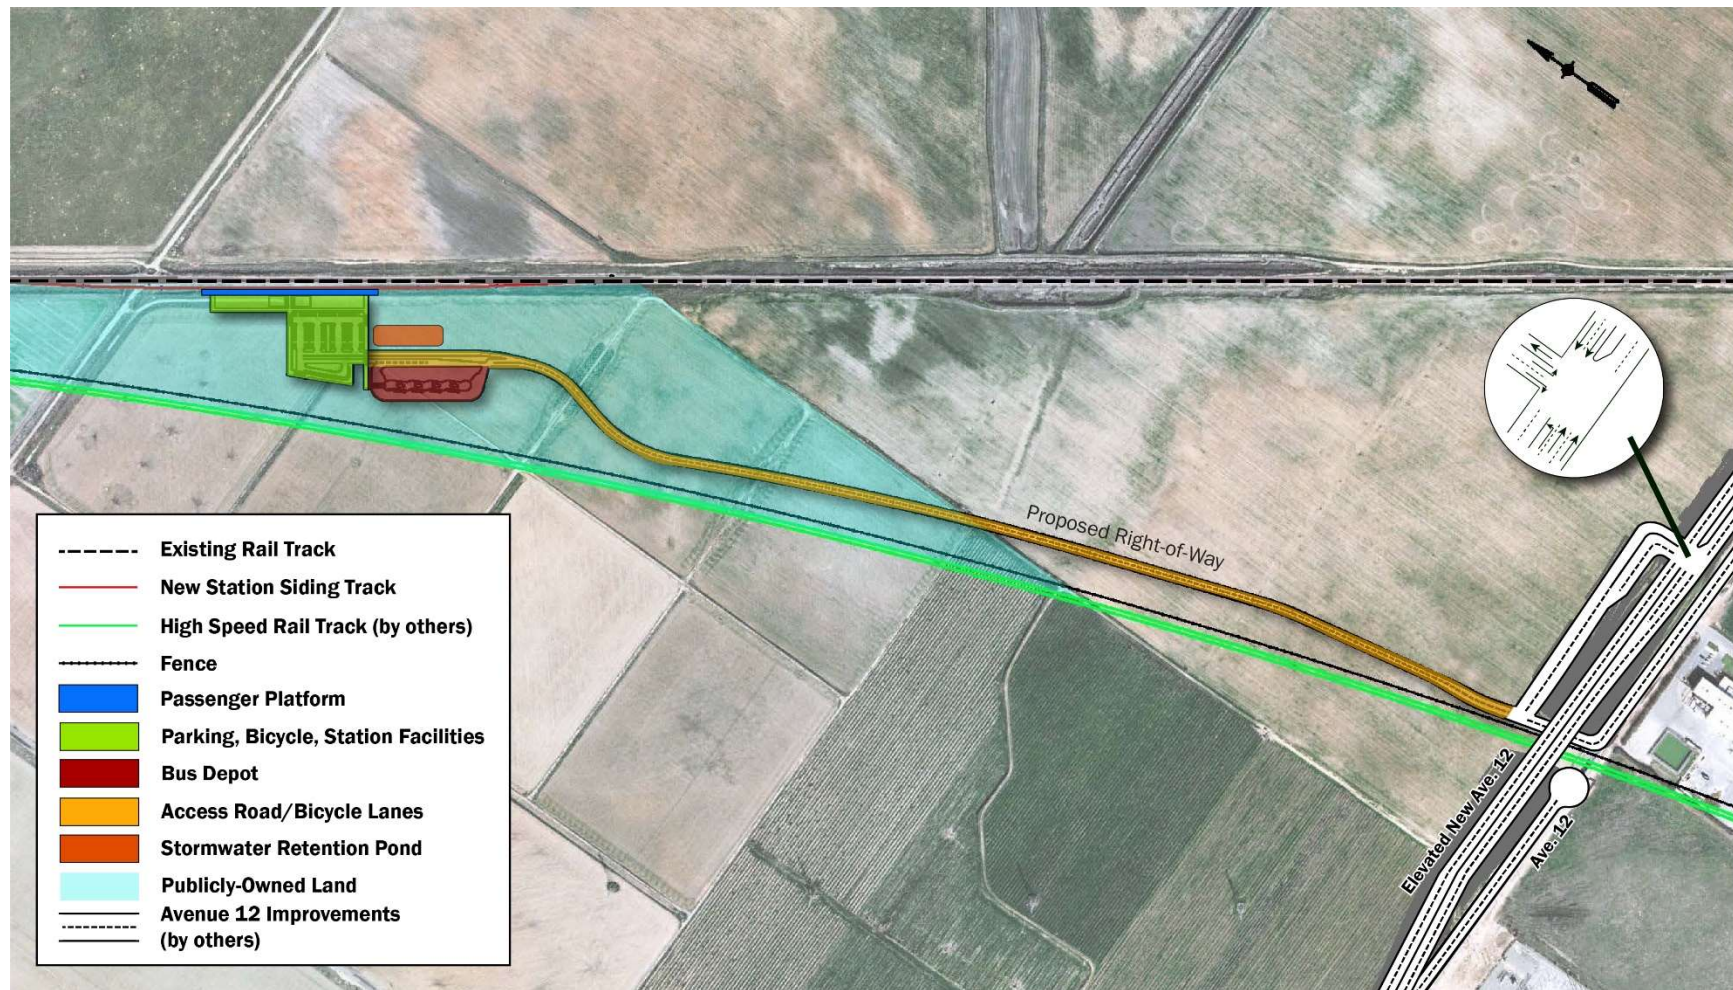 Proposed Right-of-Way
Existing Rail Track
New Station Siding Track
High Speed Rail Track (by others)
Fence
Passenger Platform
Parking, Bicycle, Station Facilities
Bus Depot
Access Road/Bicycle Lanes
Stormwater Retention Pond
Publicly-Owned Land
Avenue 12 Improvements
(by others)
Elevated New Ave. 12
Ave. 12